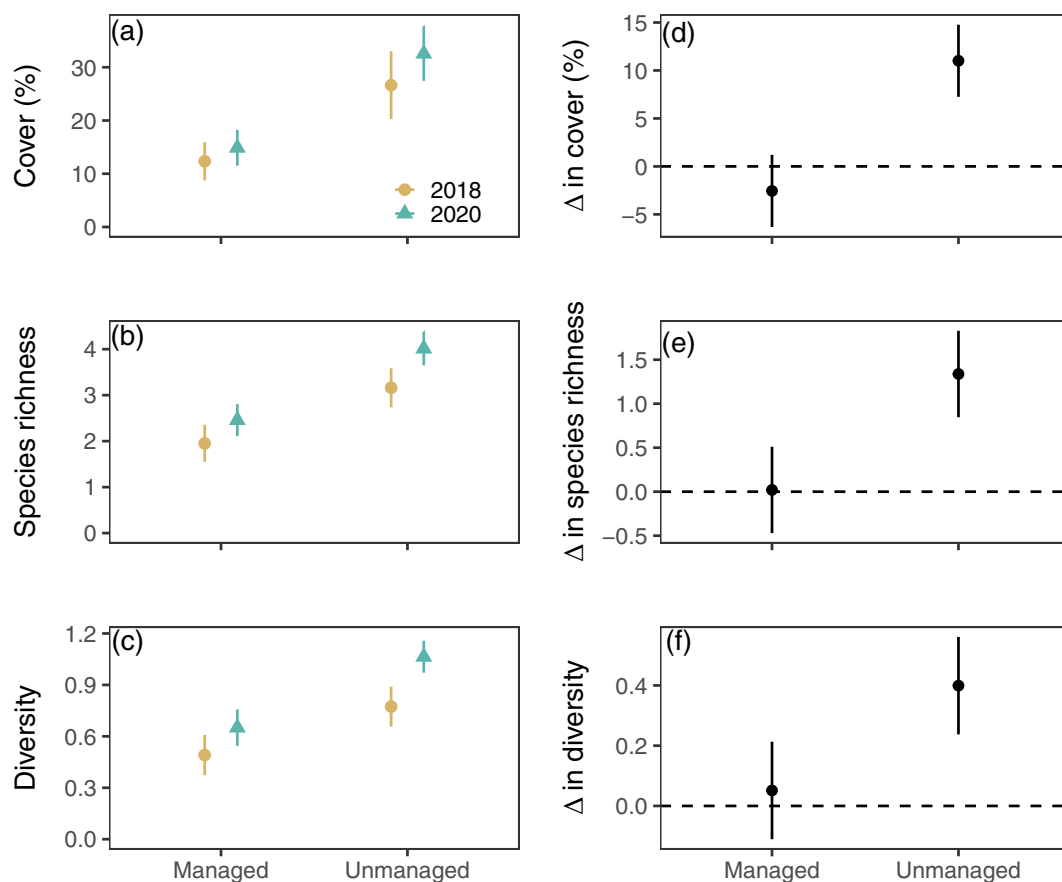 (a)
Cover (%)
30
20
10
0
2018
2020
(d)
Δ in cover (%)
15
10
5
0
−5
(b)
Species richness
4
3
2
1
0
(e)
Δ in species richness
1.5
1.0
0.5
0.0
−0.5
(c)
Diversity
1.2
0.9
0.6
0.3
0.0
Managed Unmanaged
(f)
Δ in diversity
0.4
0.2
0.0
Managed Unmanaged